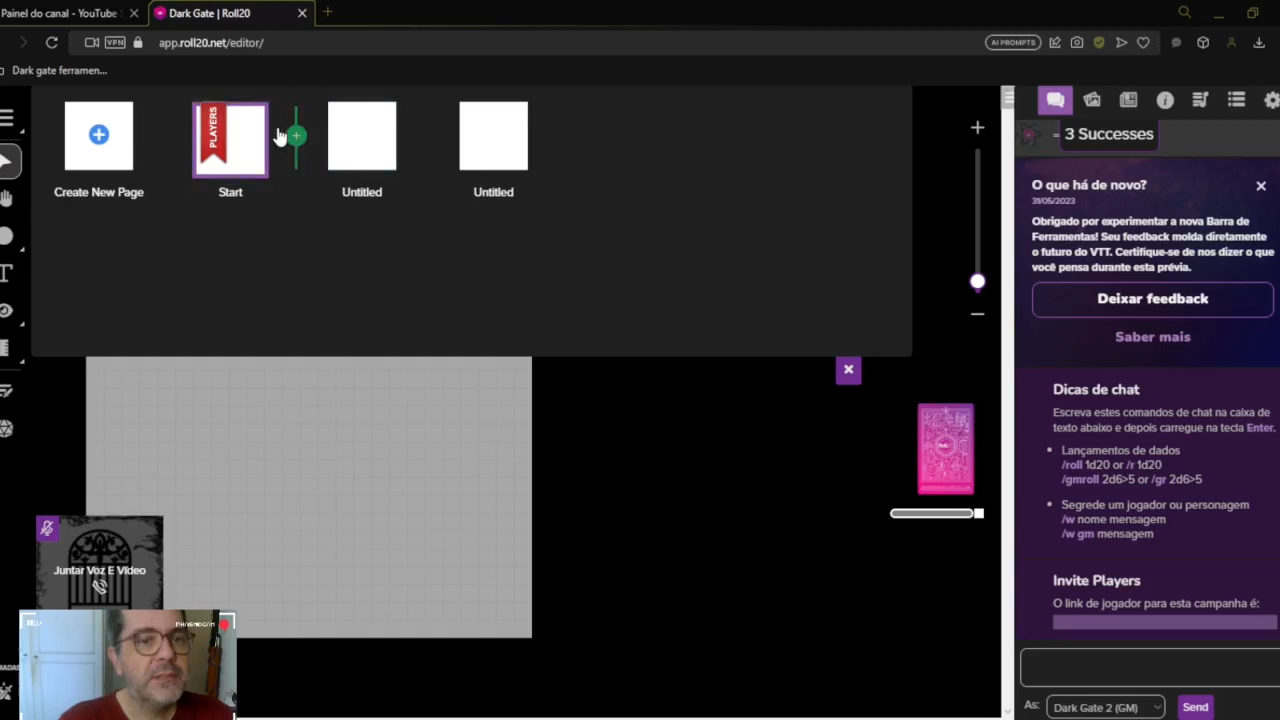 Painel do canal - YouTube
Dark Gate | Roll20
VPN
app.roll20.net/editor/
AI PROMPTS
Dark gate ferramen...
PLAYERS
Create New Page
Start
Untitled
Untitled
= 3 Successes
O que há de novo?
31/05/2023
Obrigado por experimentar a nova Barra de
Ferramentas! Seu feedback molda diretamente
o futuro do VTT. Certifique-se de nos dizer o que
você pensa durante esta prévia.
Deixar feedback
Saber mais
Dicas de chat
Escreva estes comandos de chat na caixa de
texto abaixo e depois carregue na tecla Enter.
Lançamentos de dados
/roll 1d20 or /r 1d20
/gmroll 2d6>5 or /gr 2d6>5
Segrede um jogador ou personagem
/w nome mensagem
/w gm mensagem
Invite Players
O link de jogador para esta campanha é:
Juntar Voz E Vídeo
PHASMOCAM
As:
Dark Gate 2 (GM)
Send